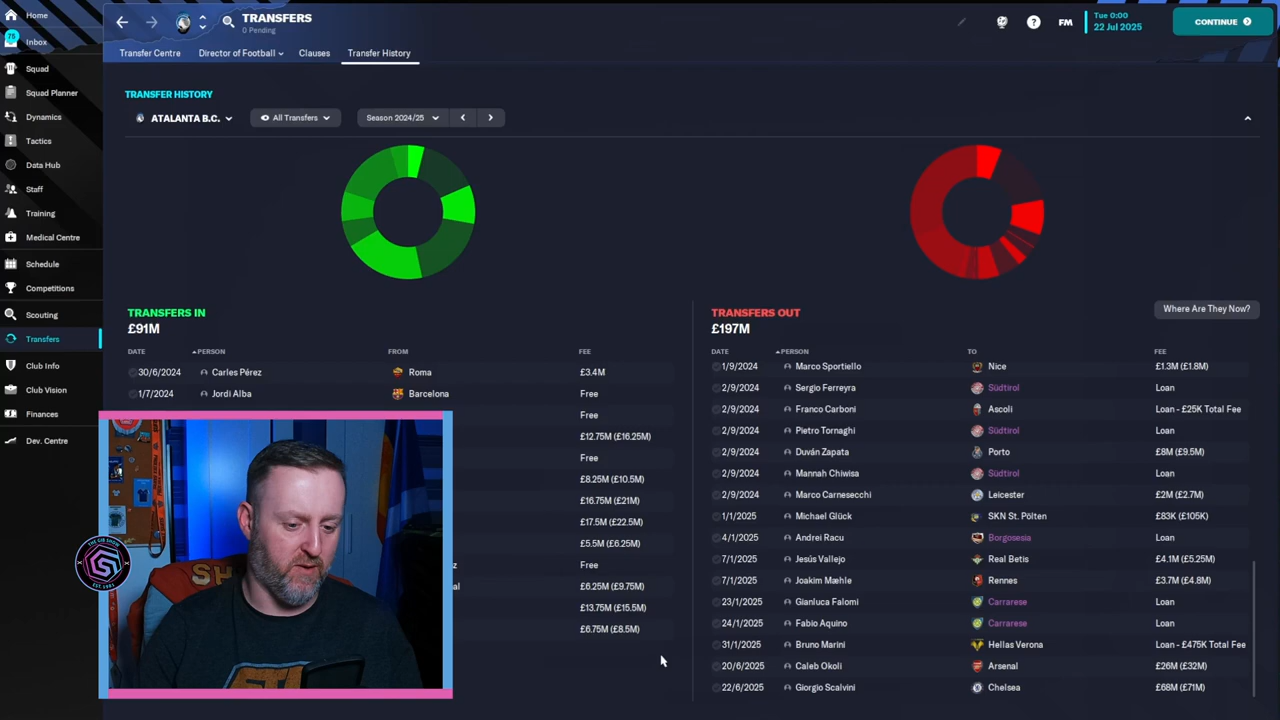 Home
TRANSFERS
0 Pending
FM
Tue 0:00
22 Jul 2025
CONTINUE
75
Inbox
Transfer Centre
Director of Football
Clauses
Transfer History
Squad
Squad Planner
Dynamics
Tactics
Data Hub
Staff
Training
Medical Centre
Schedule
Competitions
Scouting
Transfers
Club Info
Club Vision
Finances
Dev. Centre
TRANSFER HISTORY
ATALANTA B.C.
All Transfers
Season 2024/25
TRANSFERS IN
£91M
DATE PERSON FROM FEE
30/6/2024 Carles Pérez Roma £3.4M
1/7/2024 Jordi Alba Barcelona Free
Free
£12.75M (£16.25M)
Free
£8.25M (£10.5M)
£16.75M (£21M)
£17.5M (£22.5M)
£5.5M (£6.25M)
z Free
al £6.25M (£9.75M)
£13.75M (£15.5M)
£6.75M (£8.5M)
TRANSFERS OUT
£197M
Where Are They Now?
DATE PERSON TO FEE
1/9/2024 Marco Sportiello Nice £1.3M (£1.8M)
2/9/2024 Sergio Ferreyra Südtirol Loan
2/9/2024 Franco Carboni Ascoli Loan - £25K Total Fee
2/9/2024 Pietro Tornaghi Südtirol Loan
2/9/2024 Duván Zapata Porto £8M (£9.5M)
2/9/2024 Mannah Chiwisa Südtirol Loan
2/9/2024 Marco Carnesecchi Leicester £2M (£2.7M)
1/1/2025 Michael Glück SKN St. Pölten £83K (£105K)
4/1/2025 Andrei Racu Borgosesia Loan
7/1/2025 Jesús Vallejo Real Betis £4.1M (£5.25M)
7/1/2025 Joakim Mæhle Rennes £3.7M (£4.8M)
23/1/2025 Gianluca Falomi Carrarese Loan
24/1/2025 Fabio Aquino Carrarese Loan
31/1/2025 Bruno Marini Hellas Verona Loan - £475K Total Fee
20/6/2025 Caleb Okoli Arsenal £26M (£32M)
22/6/2025 Giorgio Scalvini Chelsea £68M (£71M)
THE GIB SHOW
EST. 1981
SH